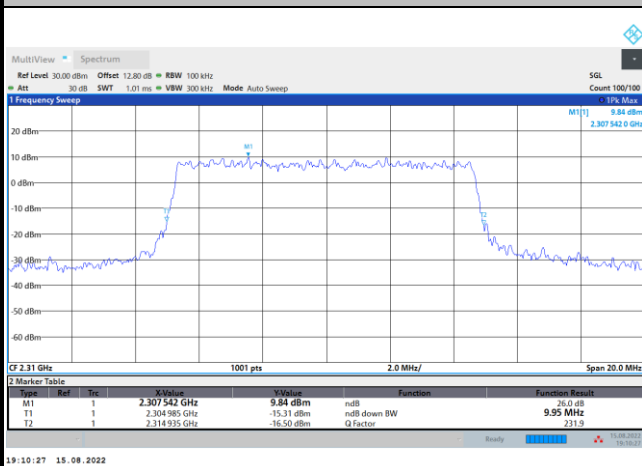 MultiView Spectrum
Ref Level 30.00 dBm Offset 12.80 dB RBW 100 kHz SGL
Att 30 dB SWT 1.01 ms VBW 300 kHz Mode Auto Sweep Count 100/100
1 Frequency Sweep 1Pk Max
M1[1] 9.84 dBm
2.307 542 0 GHz
20 dBm
M1
10 dBm
0 dBm
-10 dBm
T1
T2
-20 dBm
-30 dBm
-40 dBm
-50 dBm
-60 dBm
CF 2.31 GHz 1001 pts 2.0 MHz/ Span 20.0 MHz
2 Marker Table
Type Ref Trc X-Value Y-Value Function Function Result
M1 1 2.307 542 GHz 9.84 dBm ndB 26.0 dB
T1 1 2.304 985 GHz -15.31 dBm ndB down BW 9.95 MHz
T2 1 2.314 935 GHz -16.50 dBm Q Factor 231.9
Ready 15.08.2022
19:10:27
19:10:27 15.08.2022